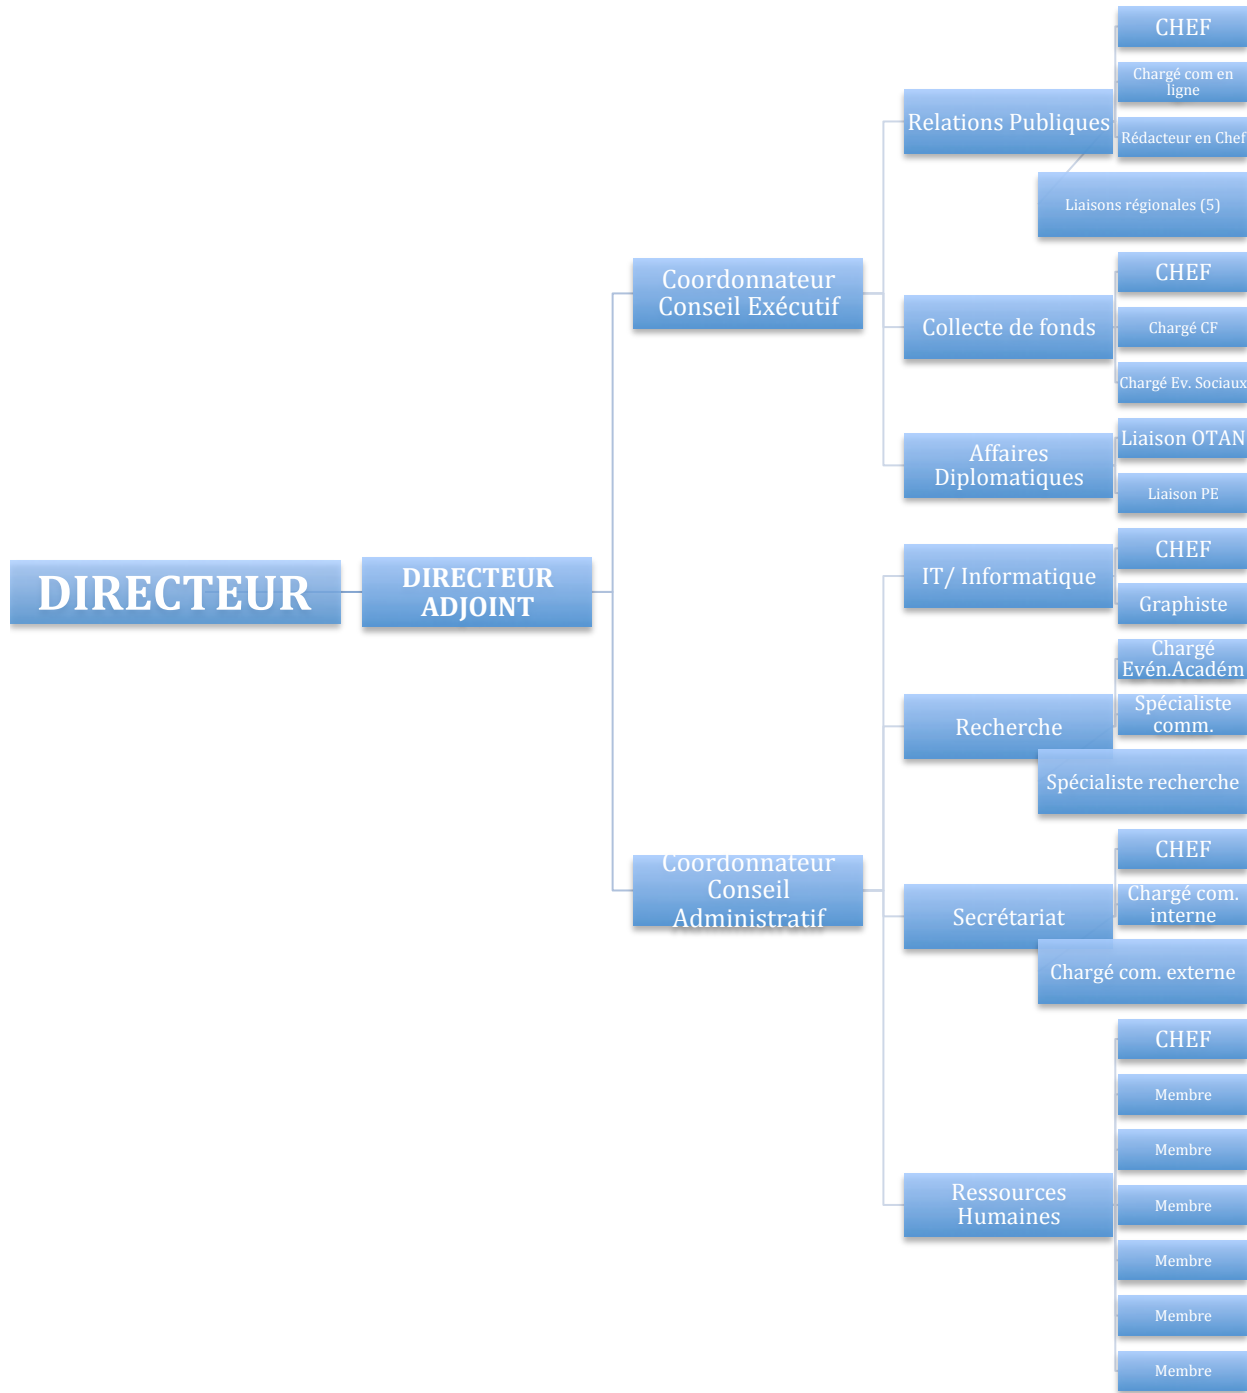 DIRECTEUR
DIRECTEUR
ADJOINT
Coordonnateur
Conseil Exécutif
Relations Publiques
CHEF
Chargé com en
ligne
Rédacteur en Chef
Liaisons régionales (5)
Collecte de fonds
CHEF
Chargé CF
Chargé Ev. Sociaux
Affaires
Diplomatiques
Liaison OTAN
Liaison PE
Coordonnateur
Conseil
Administratif
IT/ Informatique
CHEF
Graphiste
Recherche
Chargé
Evén.Académ
Spécialiste
comm.
Spécialiste recherche
Secrétariat
CHEF
Chargé com.
interne
Chargé com. externe
Ressources
Humaines
CHEF
Membre
Membre
Membre
Membre
Membre
Membre